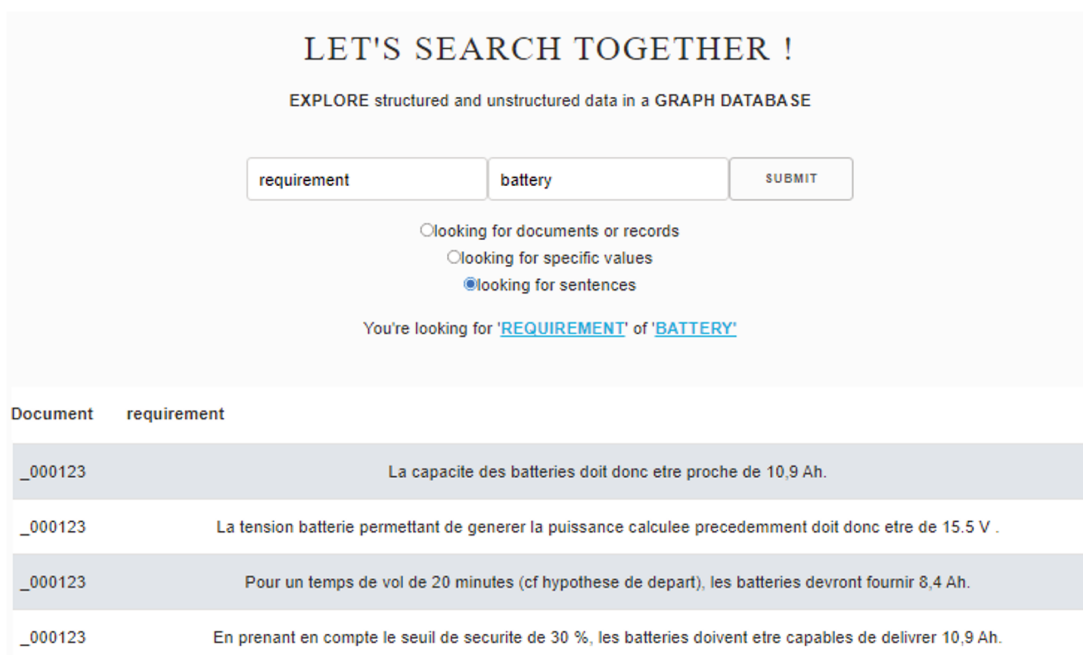 LET'S SEARCH TOGETHER !
EXPLORE structured and unstructured data in a GRAPH DATABASE
requirement battery SUBMIT
looking for documents or records
looking for specific values
looking for sentences
You're looking for 'REQUIREMENT' of 'BATTERY'
Document requirement
_000123 La capacite des batteries doit donc etre proche de 10,9 Ah.
_000123 La tension batterie permettant de generer la puissance calculee precedemment doit donc etre de 15.5 V .
_000123 Pour un temps de vol de 20 minutes (cf hypothese de depart), les batteries devront fournir 8,4 Ah.
_000123 En prenant en compte le seuil de securite de 30 %, les batteries doivent etre capables de delivrer 10,9 Ah.